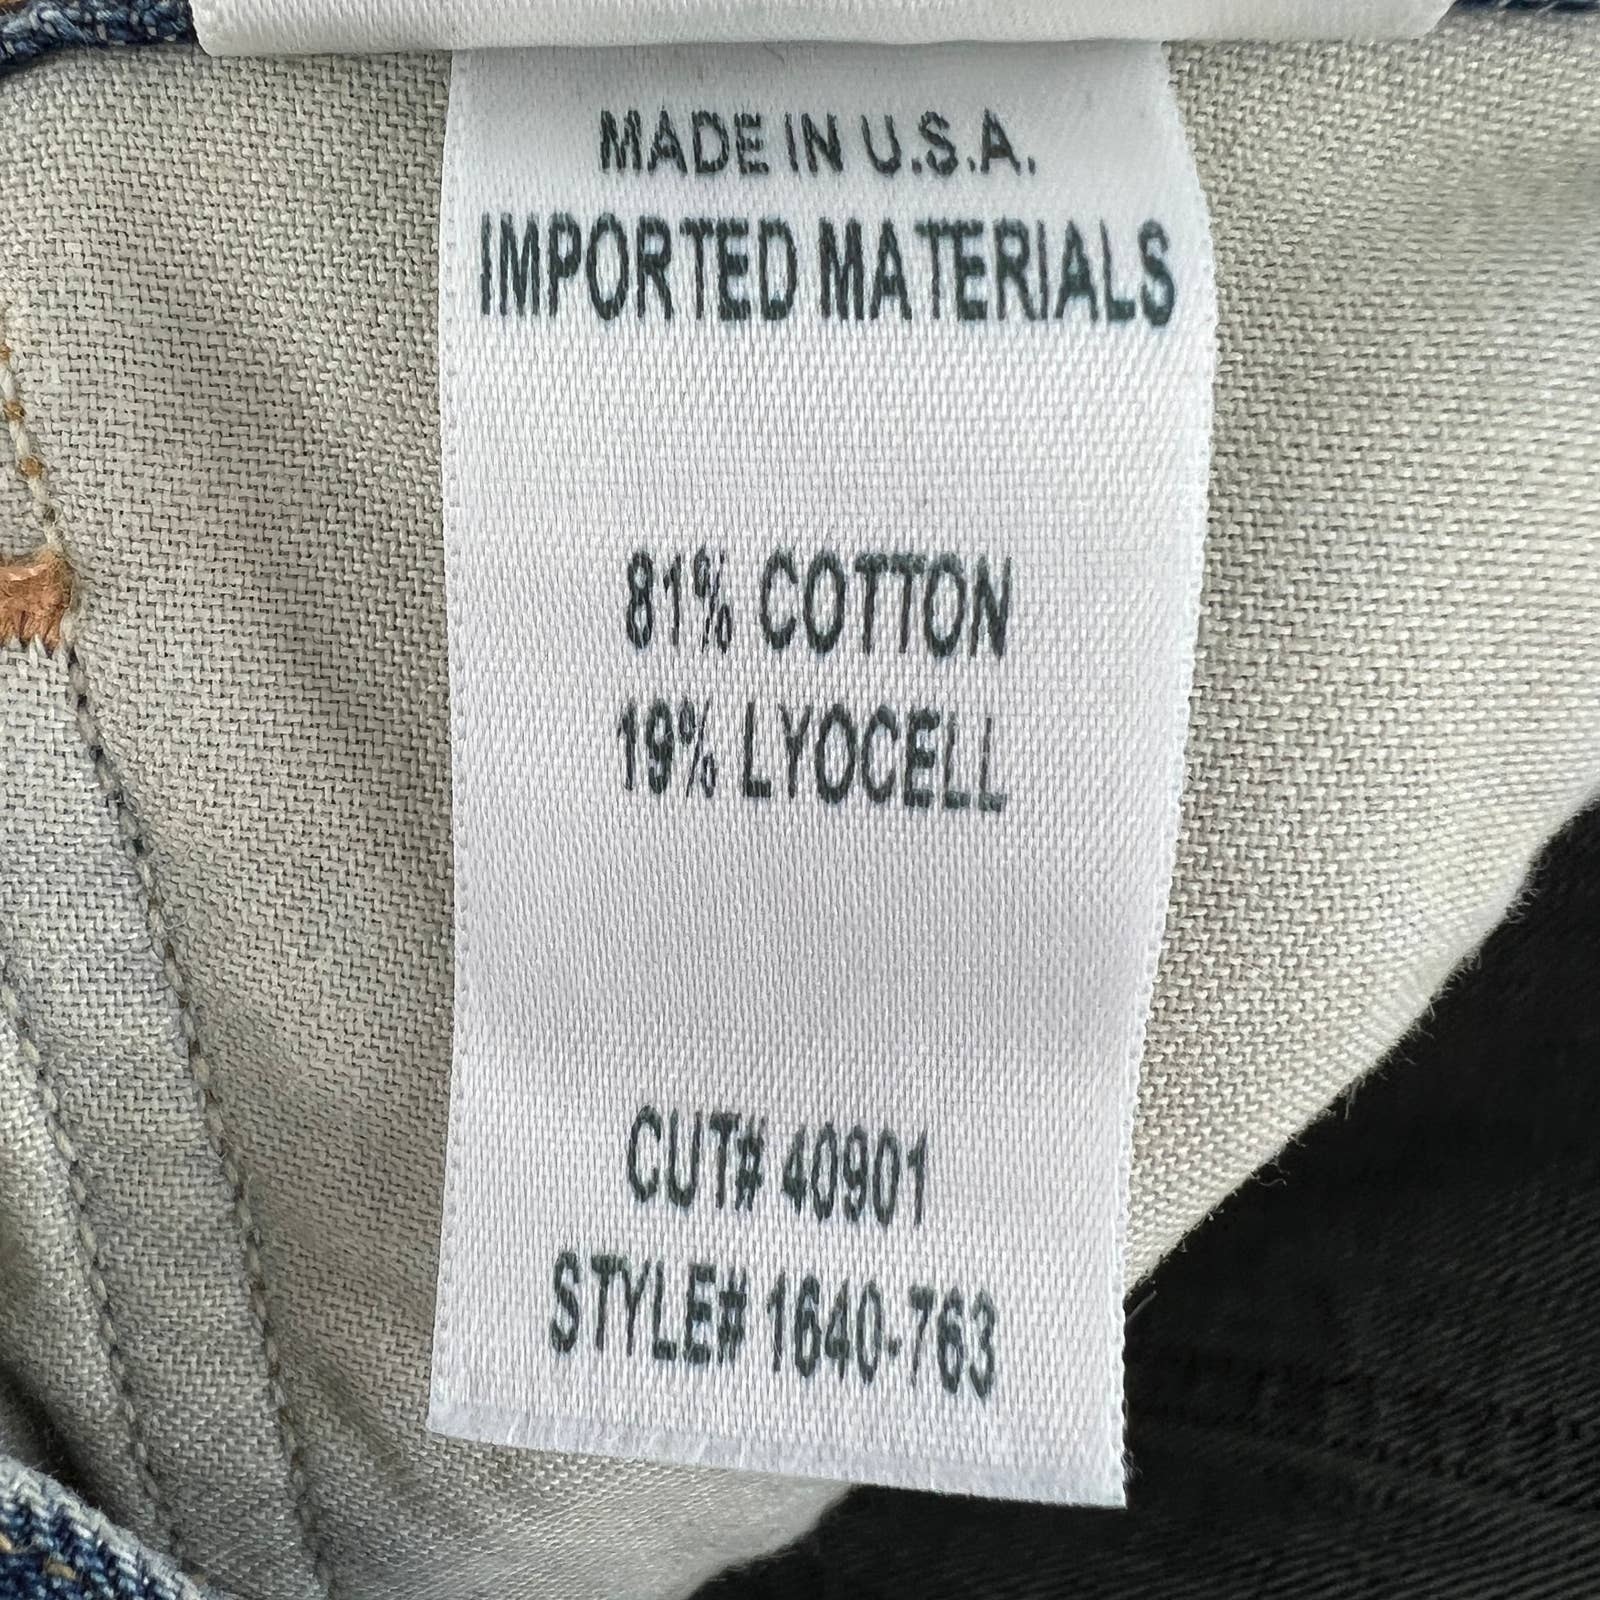 MADE IN U.S.A.
IMPORTED MATERIALS
81% COTTON
19% LYOCELL
CUT# 40901
STYLE# 1640-763